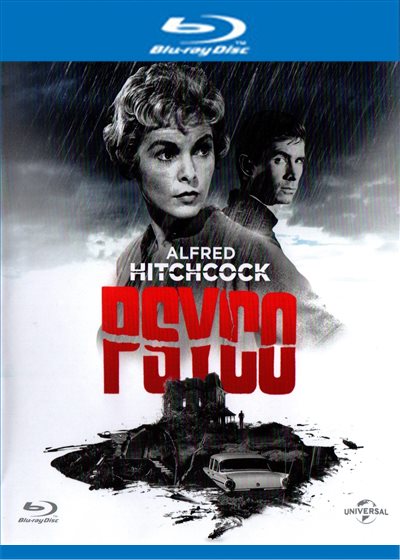 Blu-ray Disc
ALFRED
HITCHCOCK
PSYCO
Blu-ray Disc
UNIVERSAL